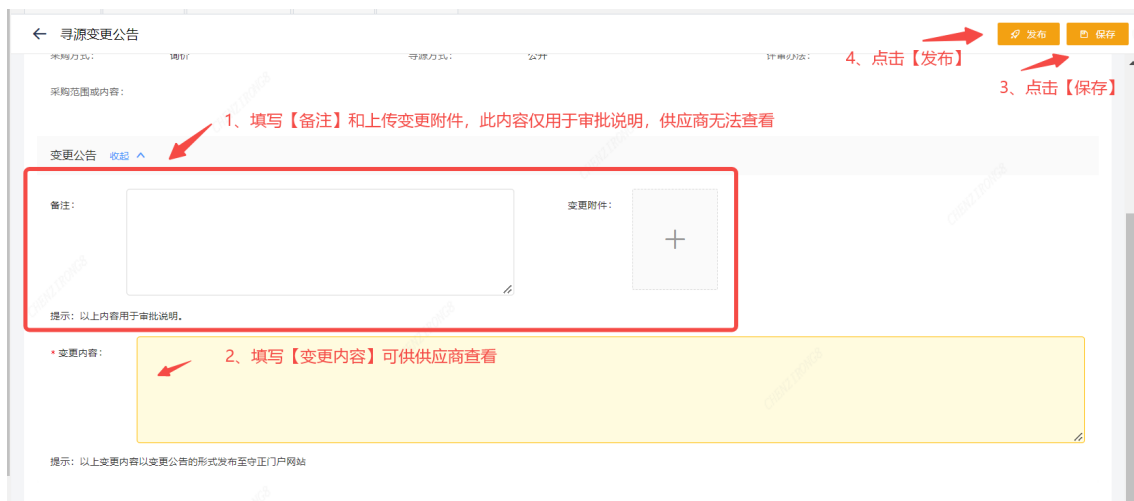 寻源变更公告
发布
保存
4、点击【发布】
3、点击【保存】
采购方式： 询价 寻源方式： 公开 评审办法：
采购范围或内容：
1、填写【备注】和上传变更附件，此内容仅用于审批说明，供应商无法查看
变更公告 收起
备注： 变更附件：
提示：以上内容用于审批说明。
* 变更内容：
2、填写【变更内容】可供供应商查看
提示：以上变更内容以变更公告的形式发布至守正门户网站